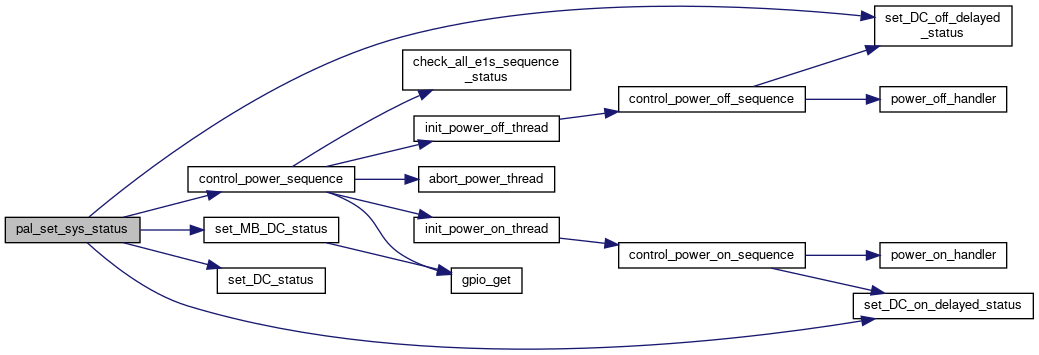 set_DC_off_delayed
_status
check_all_e1s_sequence
_status
control_power_off_sequence
power_off_handler
init_power_off_thread
control_power_sequence
abort_power_thread
pal_set_sys_status
set_MB_DC_status
init_power_on_thread
control_power_on_sequence
power_on_handler
set_DC_status
gpio_get
set_DC_on_delayed_status